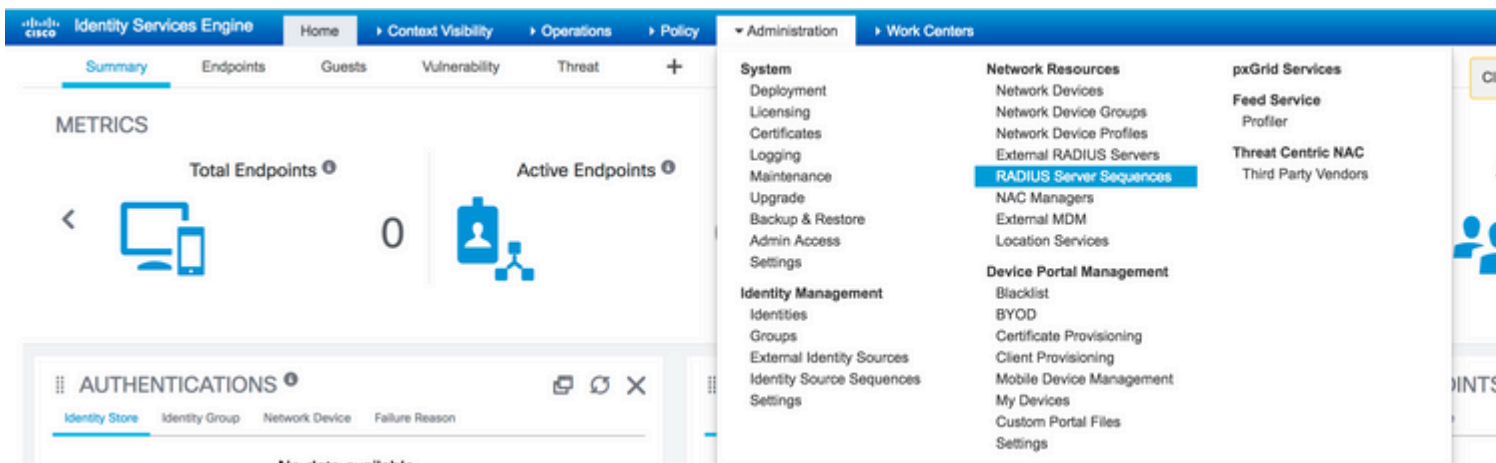 cisco Identity Services Engine Home Context Visibility Operations Policy Administration Work Centers
Summary Endpoints Guests Vulnerability Threat +
METRICS
Total Endpoints
0
Active Endpoints
System
Deployment
Licensing
Certificates
Logging
Maintenance
Upgrade
Backup & Restore
Admin Access
Settings
Identity Management
Identities
Groups
External Identity Sources
Identity Source Sequences
Settings
Network Resources
Network Devices
Network Device Groups
Network Device Profiles
External RADIUS Servers
RADIUS Server Sequences
NAC Managers
External MDM
Location Services
Device Portal Management
Blacklist
BYOD
Certificate Provisioning
Client Provisioning
Mobile Device Management
My Devices
Custom Portal Files
Settings
pxGrid Services
Feed Service
Profiler
Threat Centric NAC
Third Party Vendors
AUTHENTICATIONS
Identity Store Identity Group Network Device Failure Reason
No data available